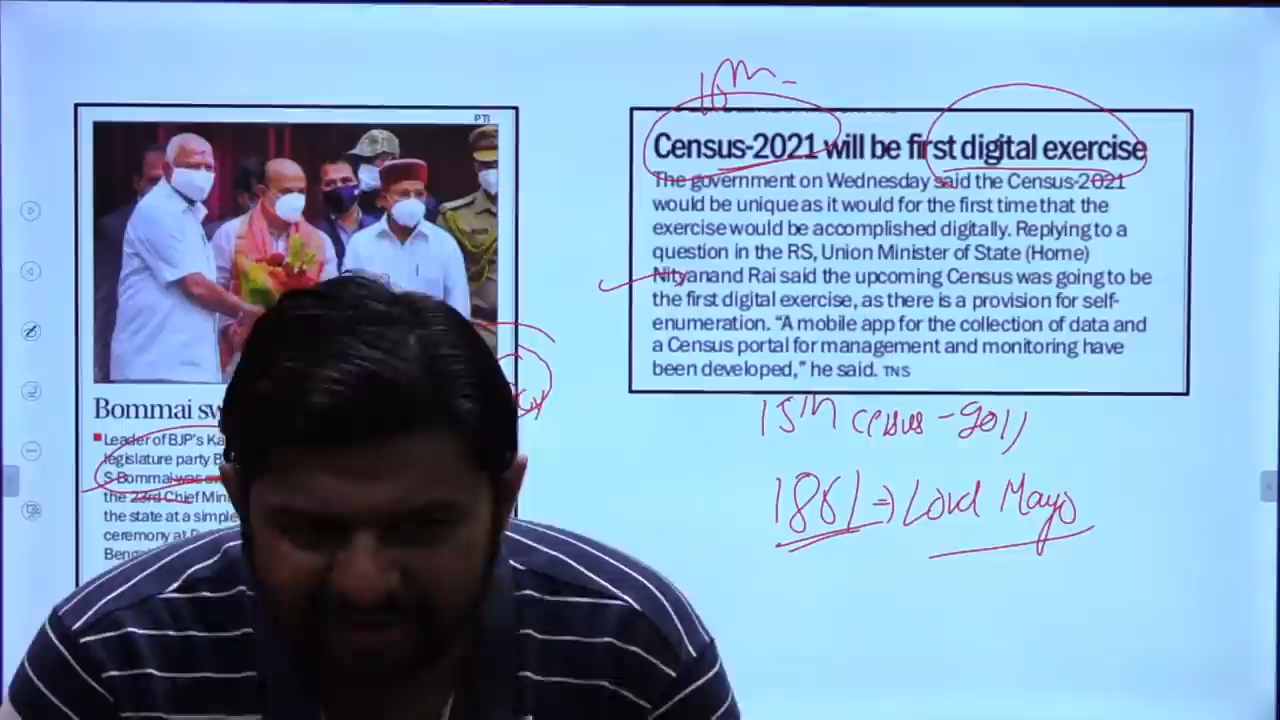 PTI
Bommai sw
Leader of BJP's Ka
legislature party B
S Bommai was sw
the 23rd Chief Mini
the state at a simple
ceremony at
Beng
16th -
Census-2021 will be first digital exercise
The government on Wednesday said the Census-2021
would be unique as it would for the first time that the
exercise would be accomplished digitally. Replying to a
question in the RS, Union Minister of State (Home)
Nityanand Rai said the upcoming Census was going to be
the first digital exercise, as there is a provision for self-
enumeration. “A mobile app for the collection of data and
a Census portal for management and monitoring have
been developed,” he said. TNS
15th census - 2011
Lord Mayo